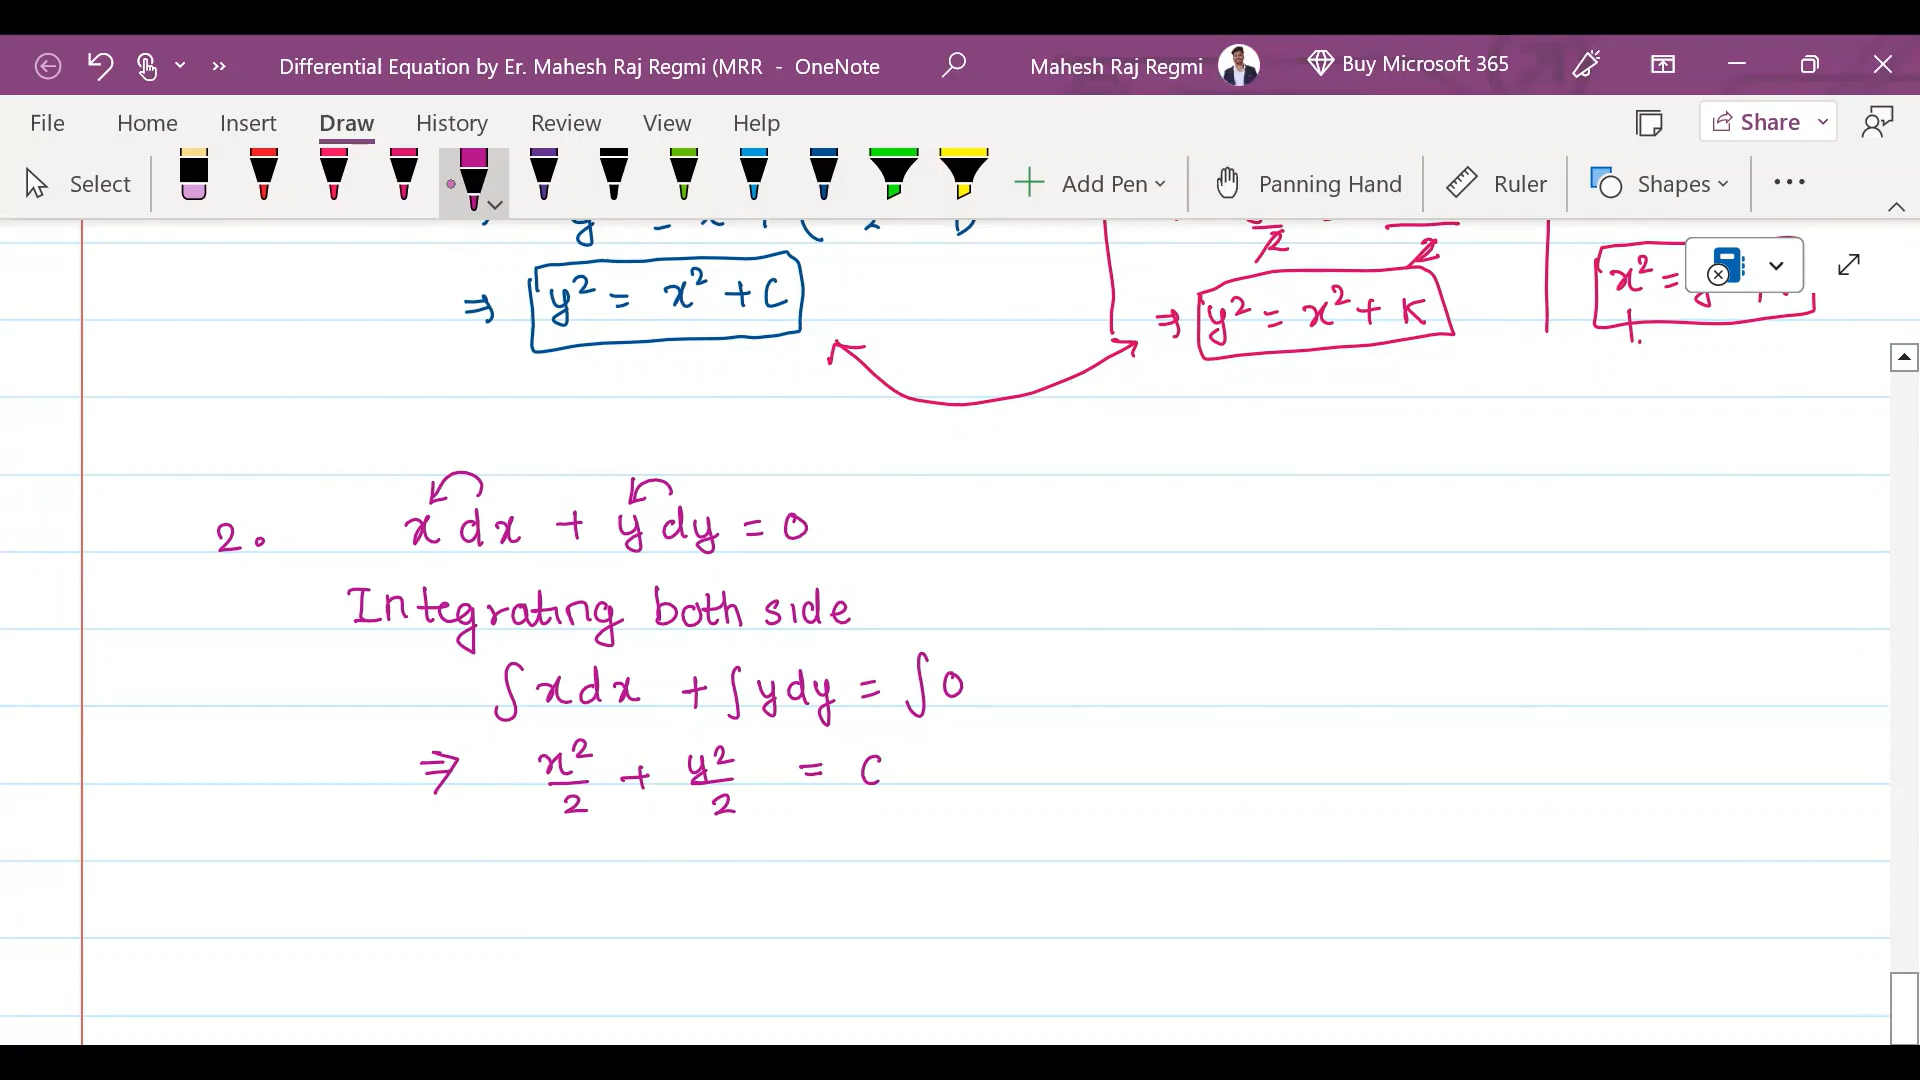 Differential Equation by Er. Mahesh Raj Regmi (MRR - OneNote
Mahesh Raj Regmi
Buy Microsoft 365
File Home Insert Draw History Review View Help
Share
Select
Add Pen
Panning Hand
Ruler
Shapes
⇒ y² = x² + C
⇒ y² = x² + K
x² =
2. x dx + y dy = 0
Integrating both side
∫ x dx + ∫ y dy = ∫ 0
⇒ x²/2 + y²/2 = C